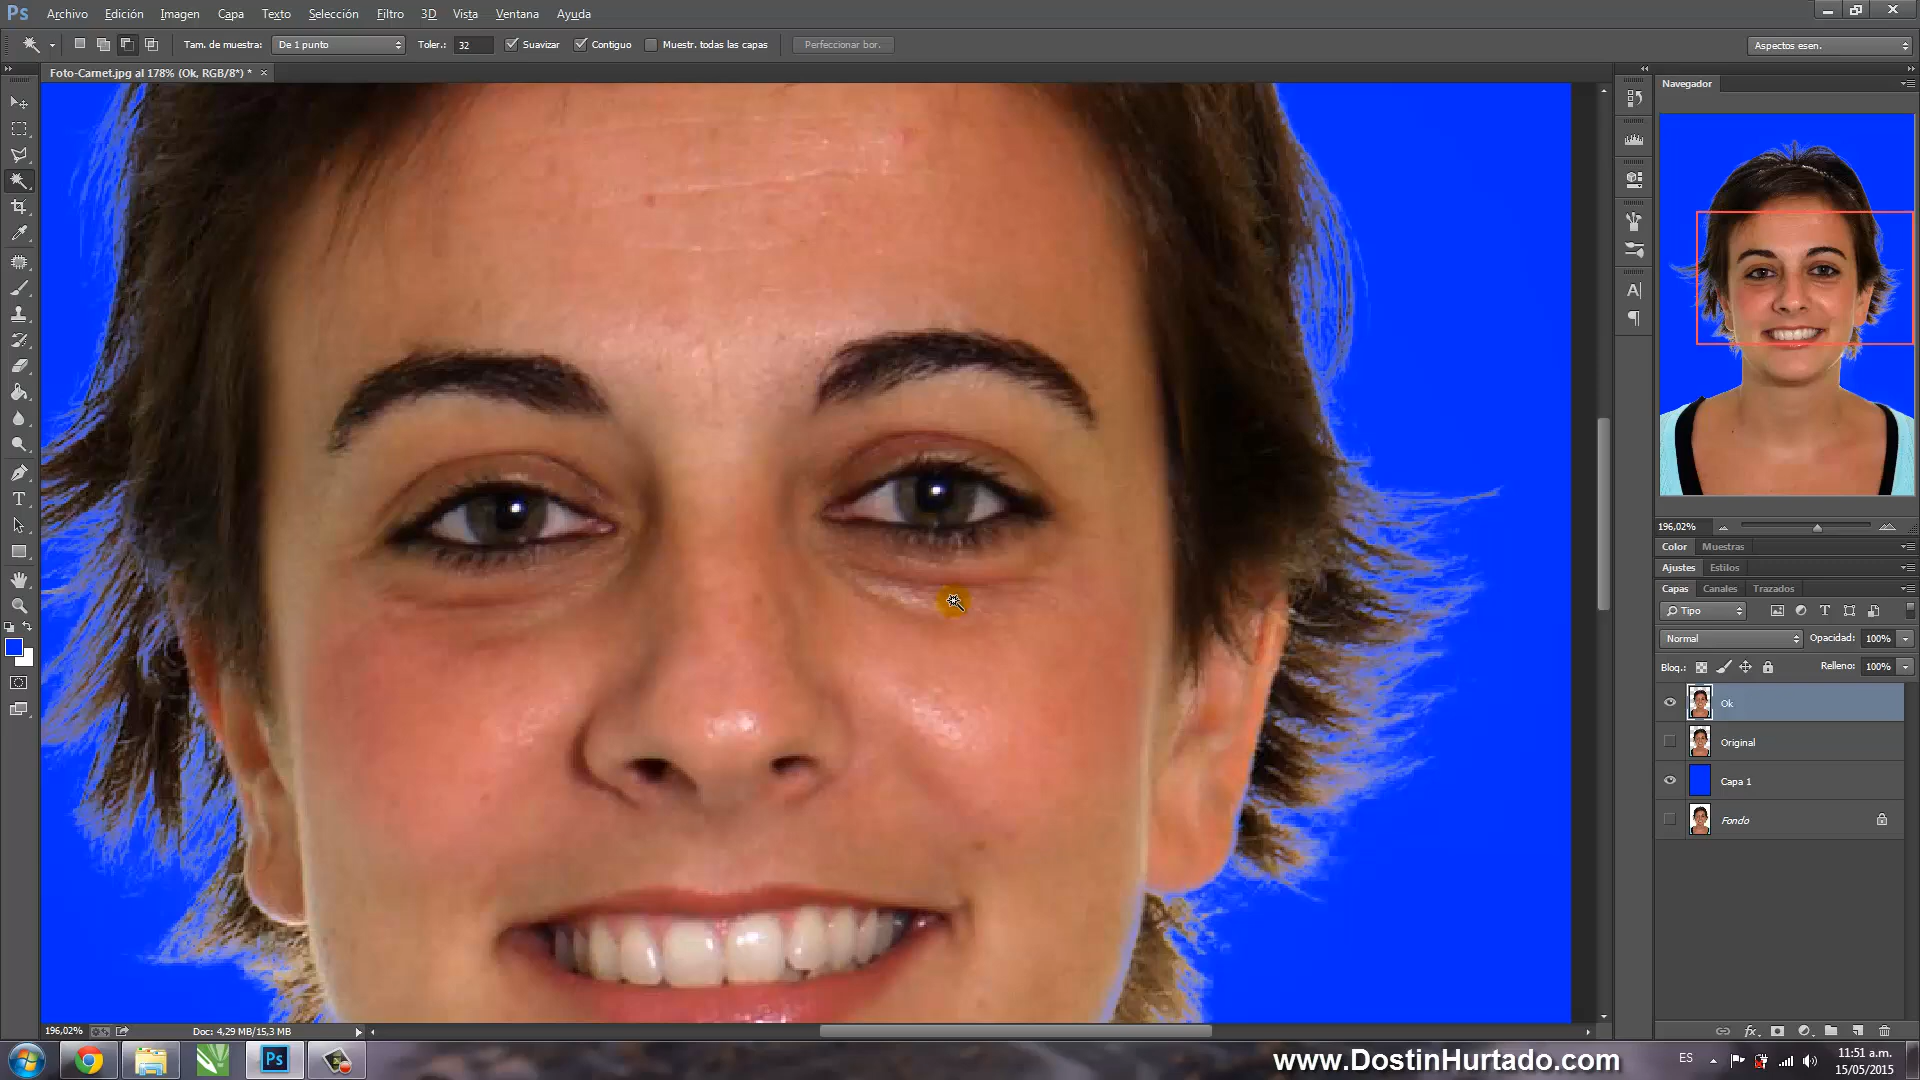 Ps Archivo Edición Imagen Capa Texto Selección Filtro 3D Vista Ventana Ayuda
Tam. de muestra: De 1 punto Toler.: 32 Suavizar Contiguo Muestr. todas las capas Perfeccionar bor. Aspectos esen.
Foto-Carnet.jpg al 178% (Ok, RGB/8*) * ×
Navegador
196,02%
Color Muestras
Ajustes Estilos
Capas Canales Trazados
Tipo
Normal Opacidad: 100%
Bloq.: Relleno: 100%
Ok
Original
Capa 1
Fondo
196,02% Doc: 4,29 MB/15,3 MB
Ps
www.DostinHurtado.com
ES
11:51 a.m.
15/05/2015